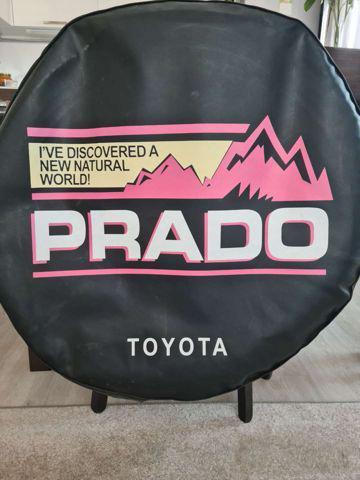 I'VE DISCOVERED A
NEW NATURAL
WORLD!
PRADO
TOYOTA